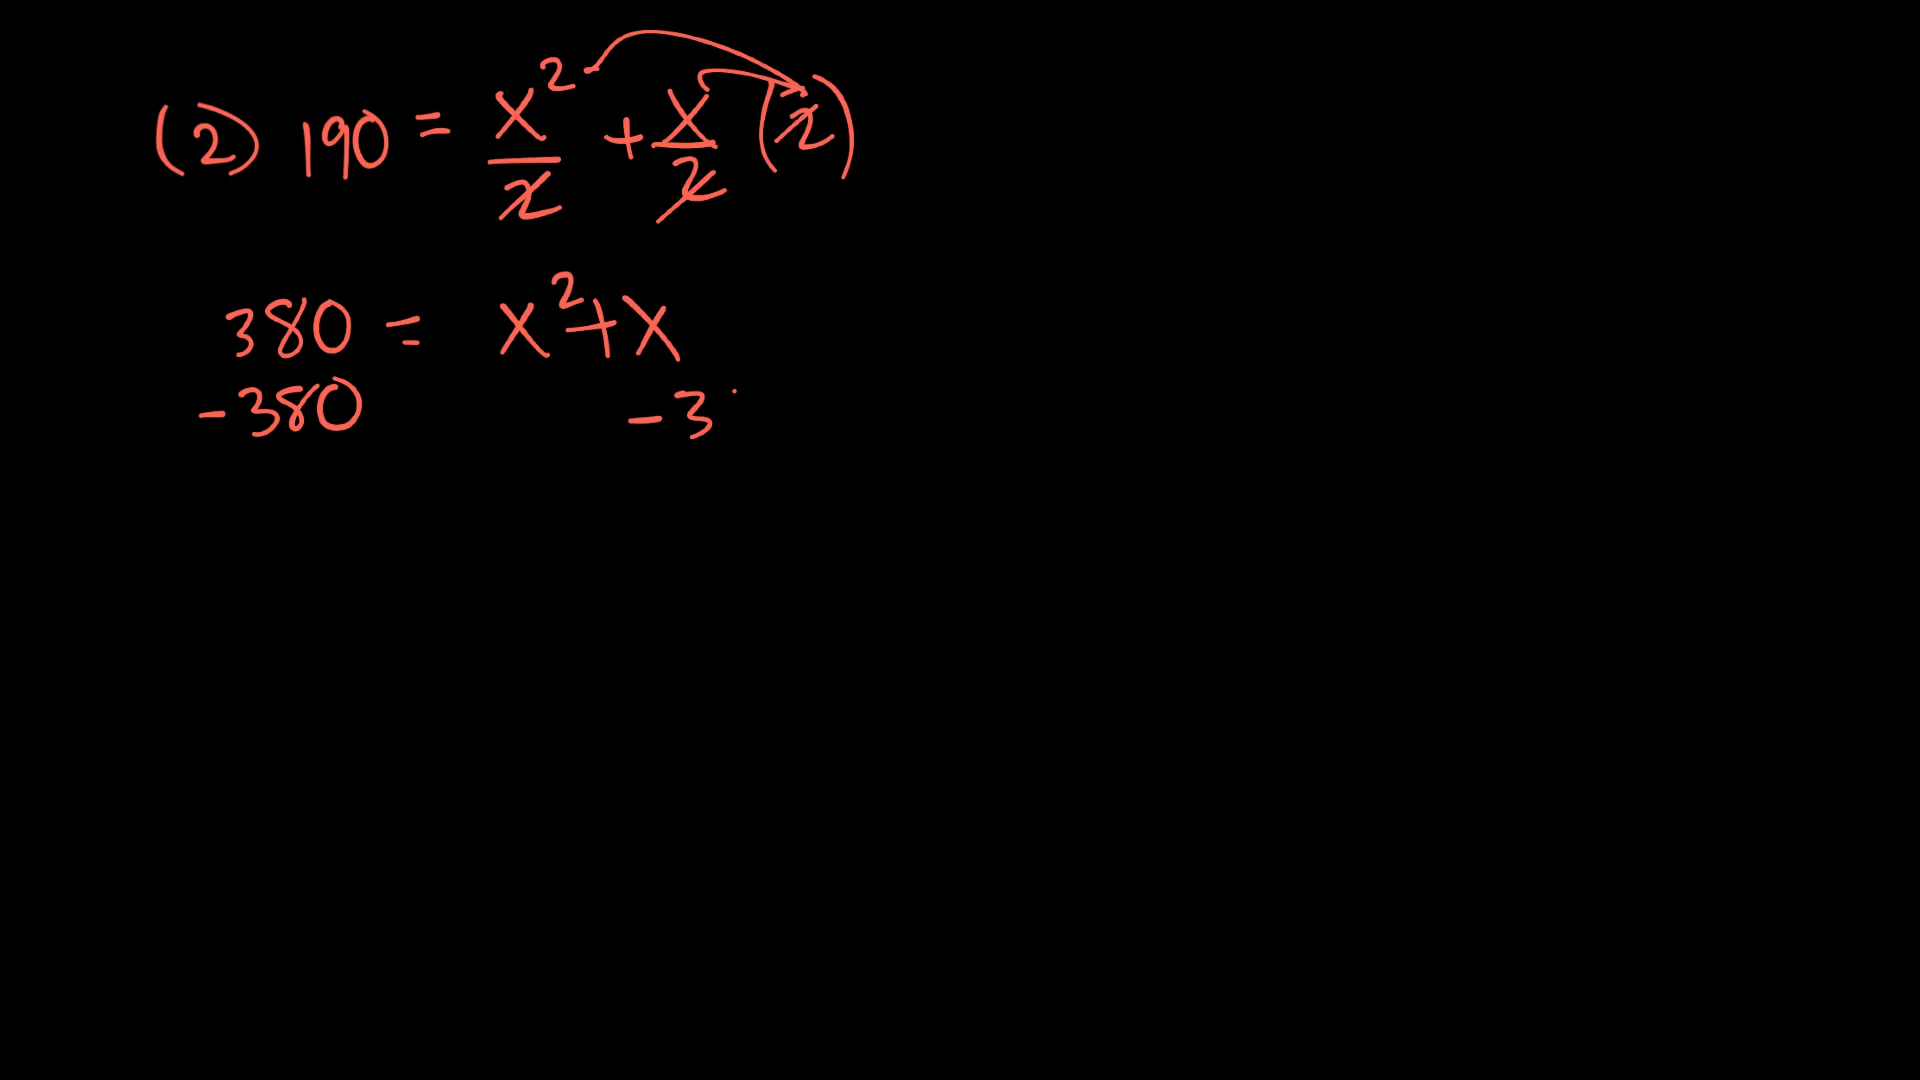 (2) 190 = x²/2 + x/2 (2)
380 = x² + x
-380 -3